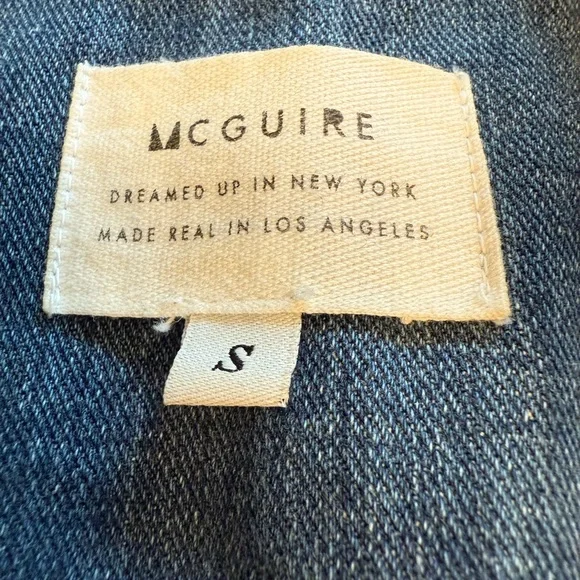 MCGUIRE
DREAMED UP IN NEW YORK
MADE REAL IN LOS ANGELES
S